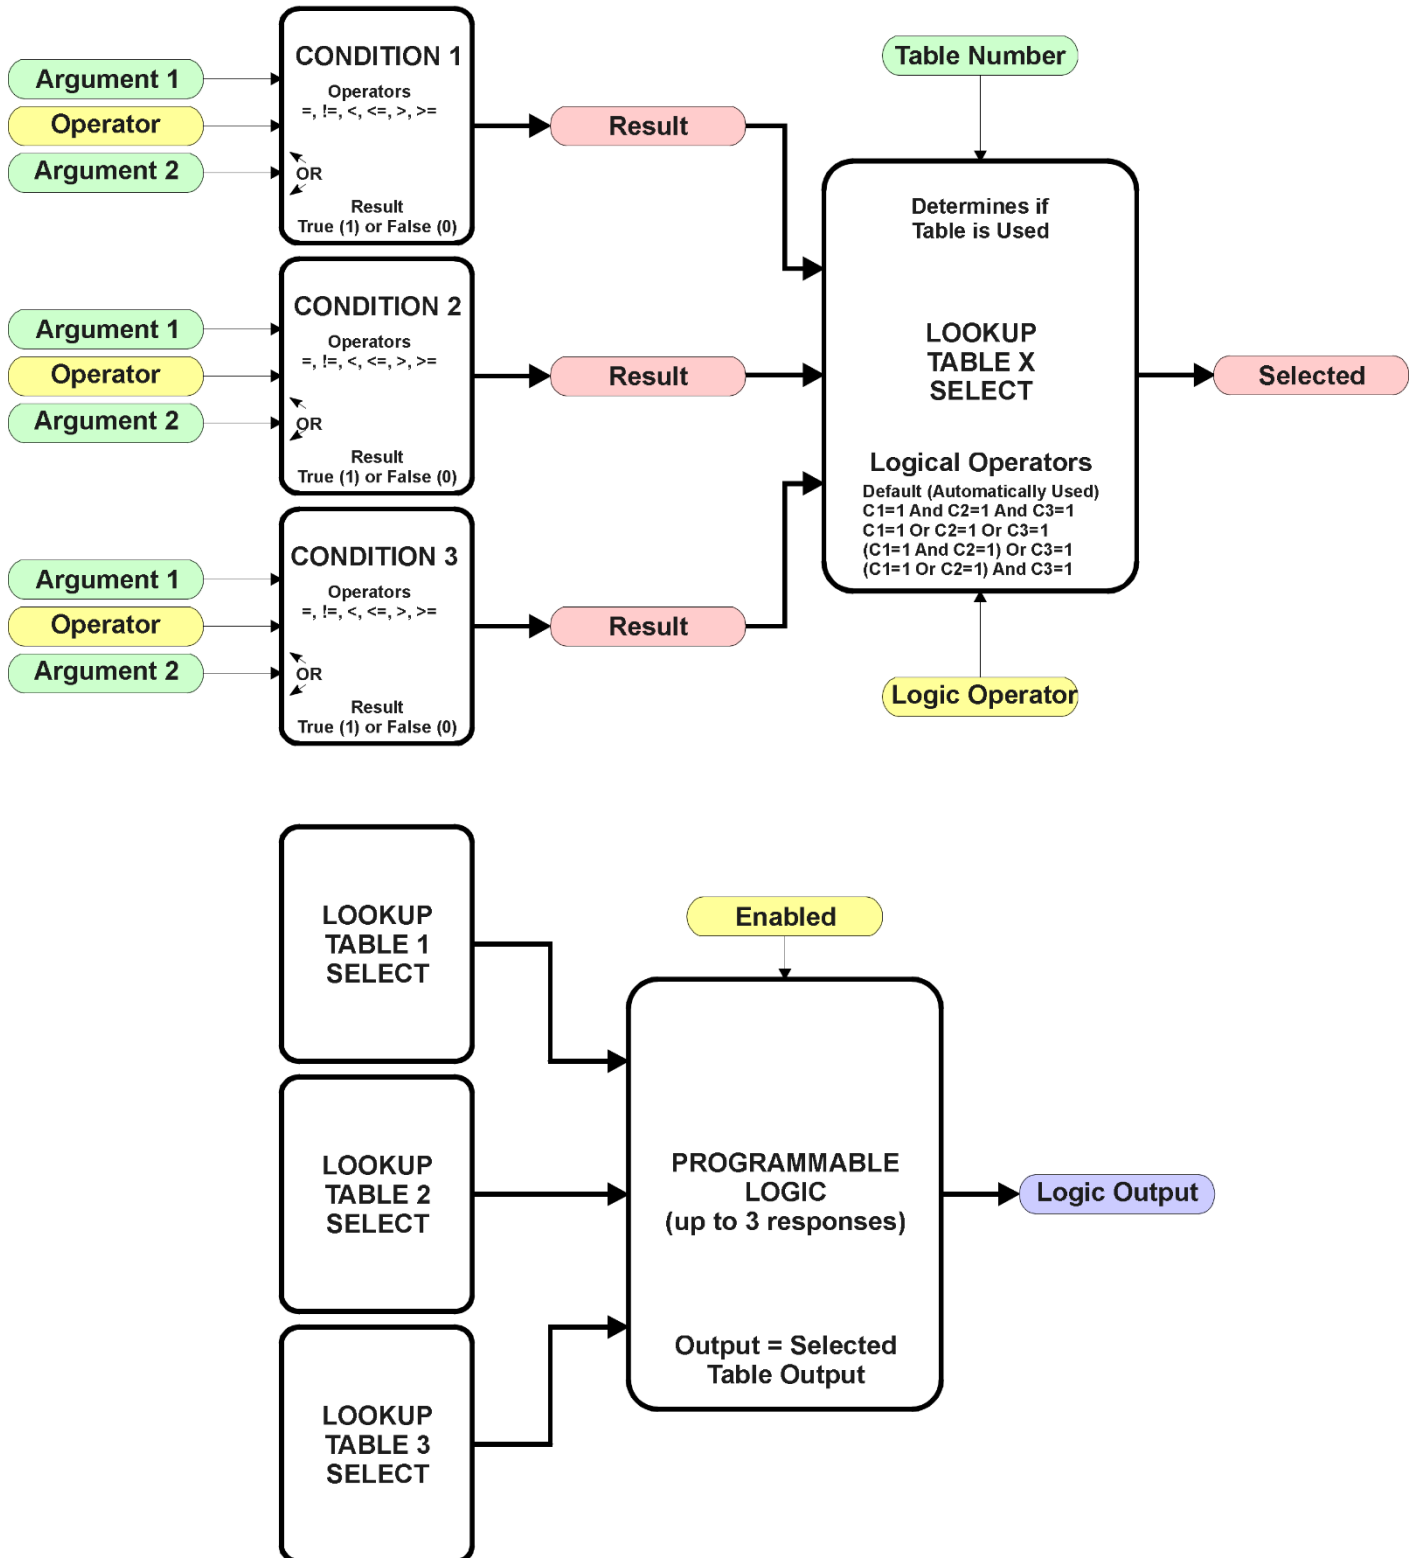 Argument 1
Operator
Argument 2
CONDITION 1
Operators
=, !=, <, <=, >, >=
OR
Result
True (1) or False (0)
Result
Argument 1
Operator
Argument 2
CONDITION 2
Operators
=, !=, <, <=, >, >=
OR
Result
True (1) or False (0)
Result
Argument 1
Operator
Argument 2
CONDITION 3
Operators
=, !=, <, <=, >, >=
OR
Result
True (1) or False (0)
Result
Table Number
Determines if
Table is Used
LOOKUP
TABLE X
SELECT
Logical Operators
Default (Automatically Used)
C1=1 And C2=1 And C3=1
C1=1 Or C2=1 Or C3=1
(C1=1 And C2=1) Or C3=1
(C1=1 Or C2=1) And C3=1
Logic Operator
Selected
LOOKUP
TABLE 1
SELECT
LOOKUP
TABLE 2
SELECT
LOOKUP
TABLE 3
SELECT
Enabled
PROGRAMMABLE
LOGIC
(up to 3 responses)
Output = Selected
Table Output
Logic Output